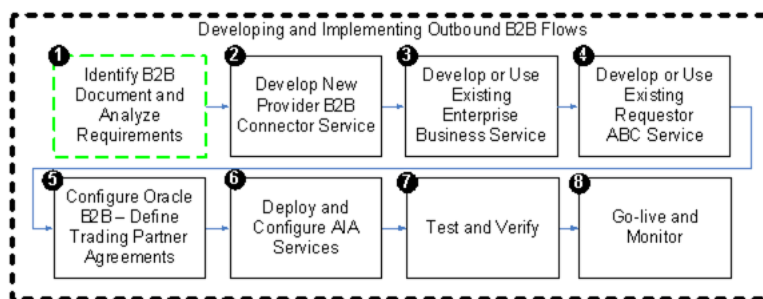 Developing and Implementing Outbound B2B Flows
1
Identify B2B
Document and
Analyze
Requirements
2
Develop New
Provider B2B
Connector Service
3
Develop or Use
Existing
Enterprise
Business Service
4
Develop or Use
Existing
Requestor
ABC Service
5
Configure Oracle
B2B – Define
Trading Partner
Agreements
6
Deploy and
Configure AIA
Services
7
Test and Verify
8
Go-live and
Monitor